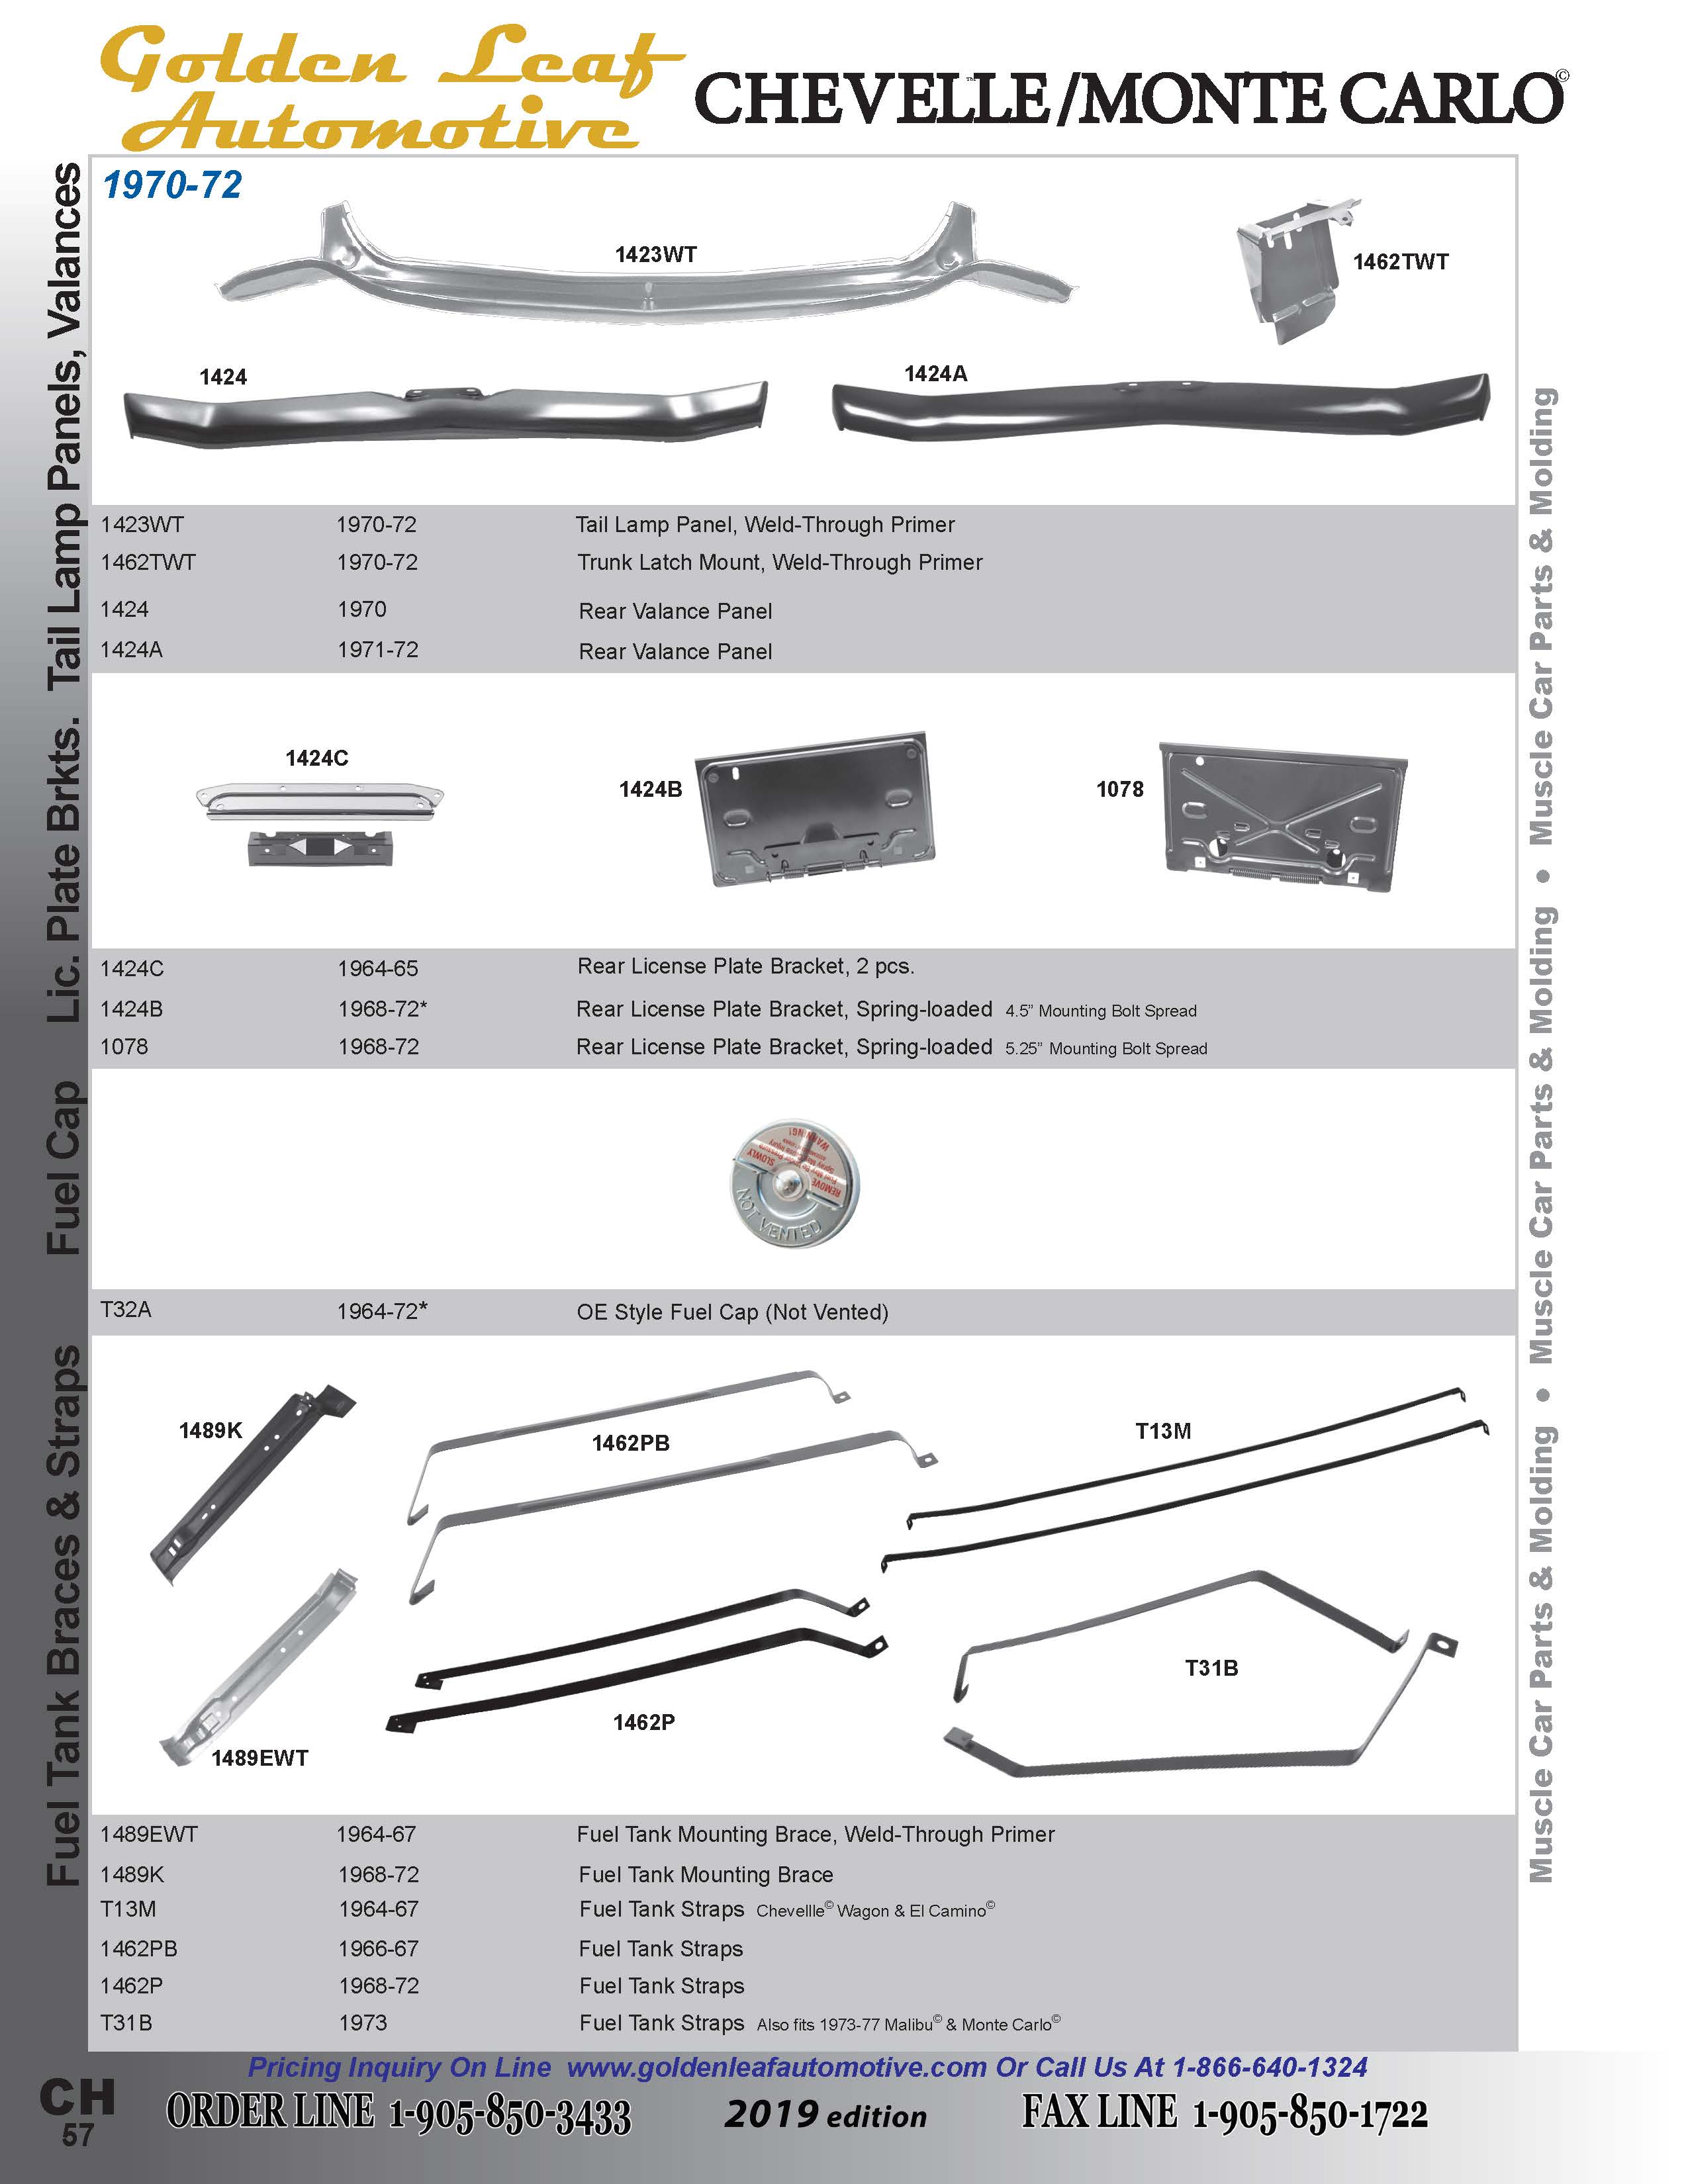 Golden Leaf
Automotive
CHEVELLE™/MONTE CARLO©
1970-72
1423WT
1462TWT
1424
1424A
1423WT 1970-72 Tail Lamp Panel, Weld-Through Primer
1462TWT 1970-72 Trunk Latch Mount, Weld-Through Primer
1424 1970 Rear Valance Panel
1424A 1971-72 Rear Valance Panel
1424C
1424B
1078
1424C 1964-65 Rear License Plate Bracket, 2 pcs.
1424B 1968-72* Rear License Plate Bracket, Spring-loaded 4.5” Mounting Bolt Spread
1078 1968-72 Rear License Plate Bracket, Spring-loaded 5.25” Mounting Bolt Spread
WARNING!
REMOVE SLOWLY
NOT VENTED
T32A 1964-72* OE Style Fuel Cap (Not Vented)
1489K
1462PB
T13M
T31B
1462P
1489EWT
1489EWT 1964-67 Fuel Tank Mounting Brace, Weld-Through Primer
1489K 1968-72 Fuel Tank Mounting Brace
T13M 1964-67 Fuel Tank Straps Chevellle© Wagon & El Camino©
1462PB 1966-67 Fuel Tank Straps
1462P 1968-72 Fuel Tank Straps
T31B 1973 Fuel Tank Straps Also fits 1973-77 Malibu© & Monte Carlo©
Fuel Tank Braces & Straps Fuel Cap Lic. Plate Brkts. Tail Lamp Panels, Valances
Muscle Car Parts & Molding • Muscle Car Parts & Molding • Muscle Car Parts & Molding
Pricing Inquiry On Line www.goldenleafautomotive.com Or Call Us At 1-866-640-1324
CH
57
ORDER LINE 1-905-850-3433 2019 edition FAX LINE 1-905-850-1722